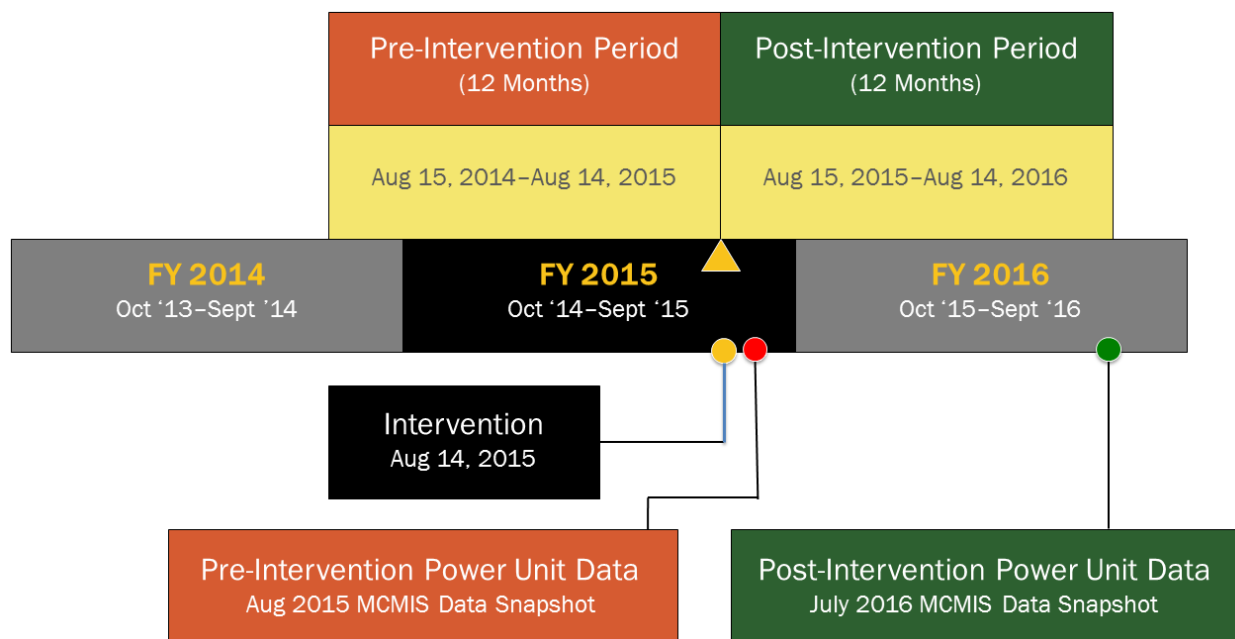 Pre-Intervention Period
(12 Months)
Post-Intervention Period
(12 Months)
Aug 15, 2014–Aug 14, 2015
Aug 15, 2015–Aug 14, 2016
FY 2014
Oct ‘13–Sept ’14
FY 2015
Oct ‘14–Sept ‘15
FY 2016
Oct ‘15–Sept ‘16
Intervention
Aug 14, 2015
Pre-Intervention Power Unit Data
Aug 2015 MCMIS Data Snapshot
Post-Intervention Power Unit Data
July 2016 MCMIS Data Snapshot